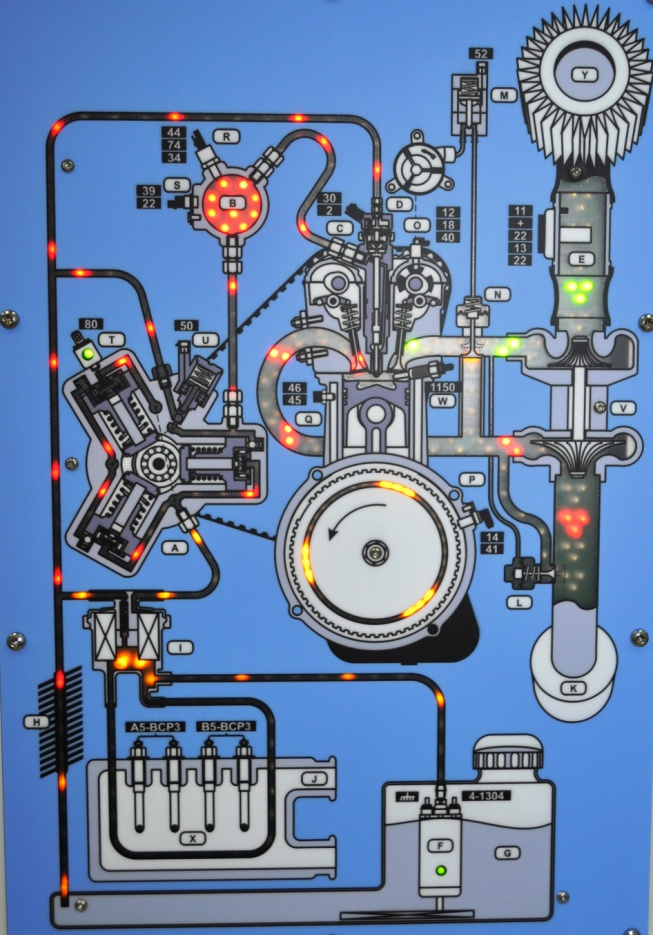 52
Y
M
44
74
34
R
39
22
S
B
30
2
D
C
O
12
18
40
11
+
22
13
22
E
N
80
T
50
U
46
45
Q
1150
W
V
P
A
14
41
L
I
K
H
A5-BCP3
B5-BCP3
J
4-1304
X
F
G